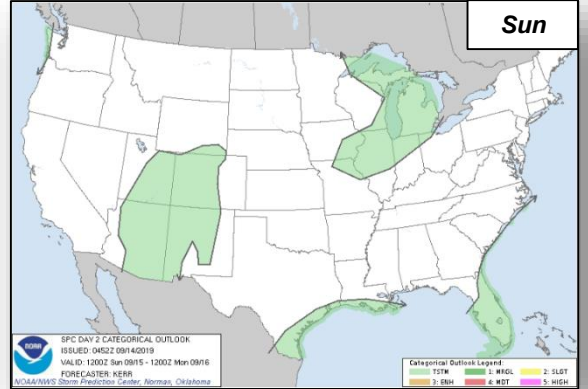 Sun
NOAA
SPC DAY 2 CATEGORICAL OUTLOOK
ISSUED: 0452Z 09/14/2019
VALID: 1200Z Sun 09/15 - 1200Z Mon 09/16
FORECASTER: KERR
NOAA/NWS Storm Prediction Center, Norman, Oklahoma
Categorical Outlook Legend:
TSTM 1: MRGL 2: SLGT
3: ENH 4: MDT 5: HIGH